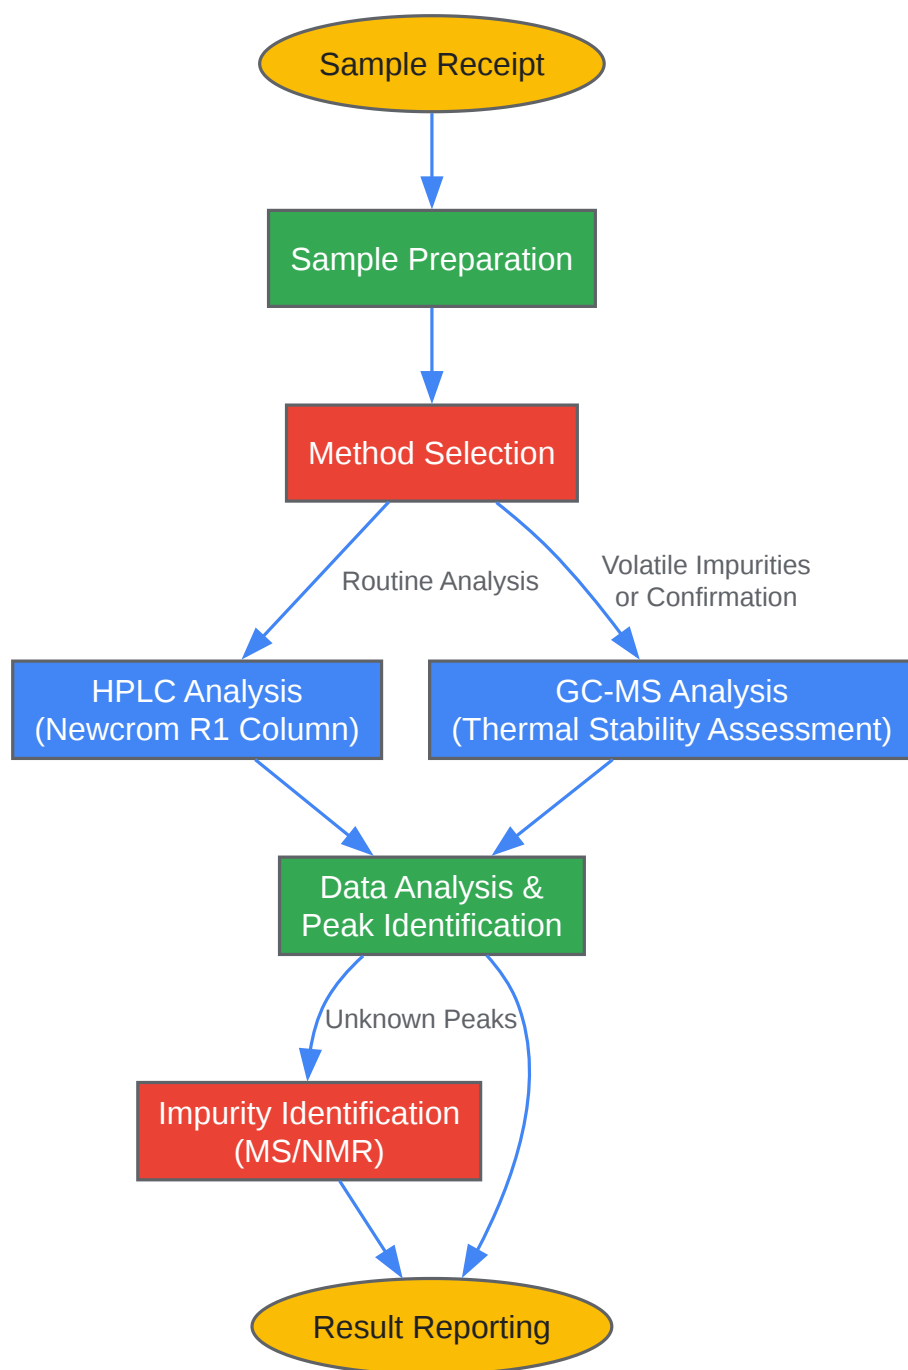 Sample Receipt
Sample Preparation
Method Selection
Routine Analysis
Volatile Impurities
or Confirmation
HPLC Analysis
(Newcrom R1 Column)
GC-MS Analysis
(Thermal Stability Assessment)
Data Analysis &
Peak Identification
Unknown Peaks
Impurity Identification
(MS/NMR)
Result Reporting